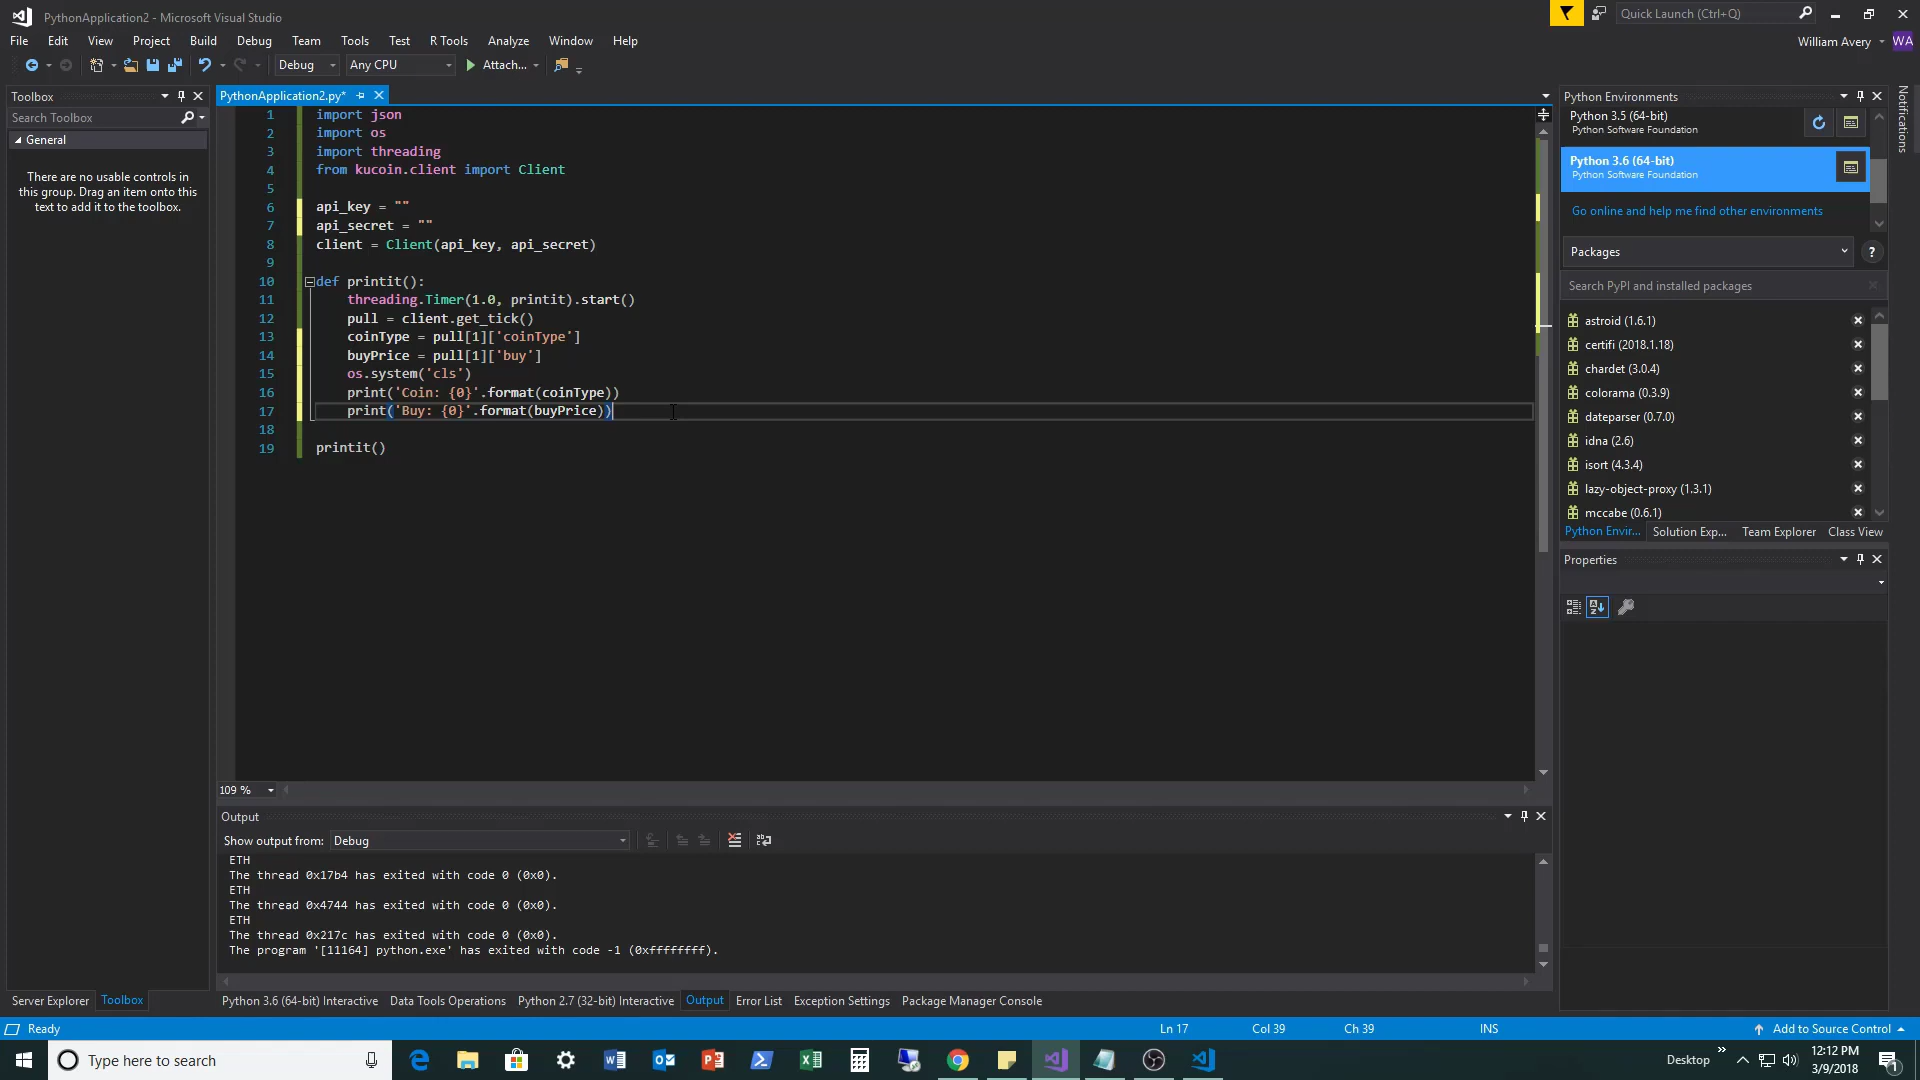 PythonApplication2 - Microsoft Visual Studio
Quick Launch (Ctrl+Q)
File Edit View Project Build Debug Team Tools Test R Tools Analyze Window Help
William Avery WA
Debug Any CPU Attach...
Toolbox
Search Toolbox
General
There are no usable controls in
this group. Drag an item onto this
text to add it to the toolbox.
PythonApplication2.py*
1 import json
2 import os
3 import threading
4 from kucoin.client import Client
5
6 api_key = ""
7 api_secret = ""
8 client = Client(api_key, api_secret)
9
10 def printit():
11 threading.Timer(1.0, printit).start()
12 pull = client.get_tick()
13 coinType = pull[1]['coinType']
14 buyPrice = pull[1]['buy']
15 os.system('cls')
16 print('Coin: {0}'.format(coinType))
17 print('Buy: {0}'.format(buyPrice))
18
19 printit()
109 %
Python Environments
Python 3.5 (64-bit)
Python Software Foundation
Python 3.6 (64-bit)
Python Software Foundation
Go online and help me find other environments
Packages
?
Search PyPI and installed packages
astroid (1.6.1)
certifi (2018.1.18)
chardet (3.0.4)
colorama (0.3.9)
dateparser (0.7.0)
idna (2.6)
isort (4.3.4)
lazy-object-proxy (1.3.1)
mccabe (0.6.1)
Python Envir... Solution Exp... Team Explorer Class View
Properties
Notifications
Output
Show output from: Debug
ETH
The thread 0x17b4 has exited with code 0 (0x0).
ETH
The thread 0x4744 has exited with code 0 (0x0).
ETH
The thread 0x217c has exited with code 0 (0x0).
The program '[11164] python.exe' has exited with code -1 (0xffffffff).
Server Explorer Toolbox
Python 3.6 (64-bit) Interactive Data Tools Operations Python 2.7 (32-bit) Interactive Output Error List Exception Settings Package Manager Console
Ready Ln 17 Col 39 Ch 39 INS Add to Source Control
Type here to search
Desktop
12:12 PM
3/9/2018
1